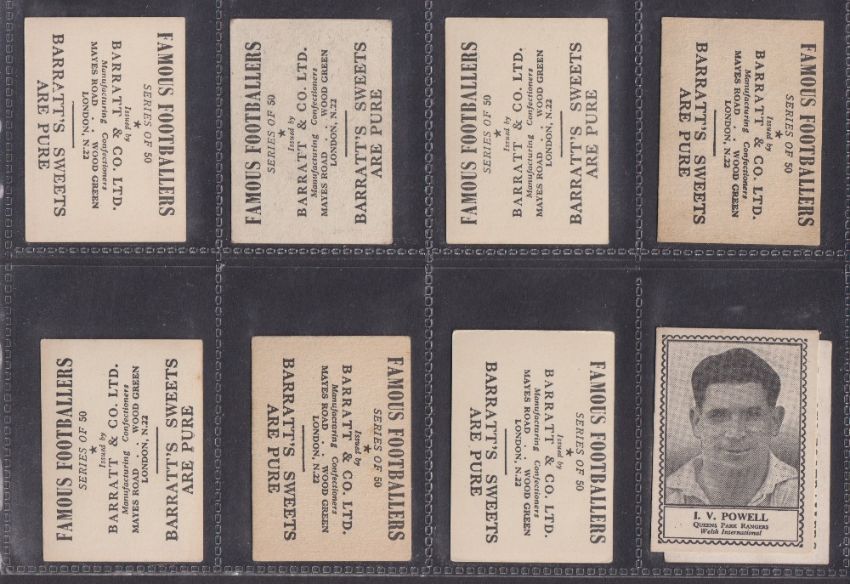 FAMOUS FOOTBALLERS
SERIES OF 50
★
Issued by
BARRATT & CO. LTD.
Manufacturing Confectioners
MAYES ROAD . . WOOD GREEN
LONDON, N.22
BARRATT'S SWEETS
ARE PURE
FAMOUS FOOTBALLERS
SERIES OF 50
★
Issued by
BARRATT & CO. LTD.
Manufacturing Confectioners
MAYES ROAD . . WOOD GREEN
LONDON, N.22
BARRATT'S SWEETS
ARE PURE
FAMOUS FOOTBALLERS
SERIES OF 50
★
Issued by
BARRATT & CO. LTD.
Manufacturing Confectioners
MAYES ROAD . . WOOD GREEN
LONDON, N.22
BARRATT'S SWEETS
ARE PURE
FAMOUS FOOTBALLERS
SERIES OF 50
★
Issued by
BARRATT & CO. LTD.
Manufacturing Confectioners
MAYES ROAD . . WOOD GREEN
LONDON, N.22
BARRATT'S SWEETS
ARE PURE
FAMOUS FOOTBALLERS
SERIES OF 50
★
Issued by
BARRATT & CO. LTD.
Manufacturing Confectioners
MAYES ROAD . . WOOD GREEN
LONDON, N.22
BARRATT'S SWEETS
ARE PURE
FAMOUS FOOTBALLERS
SERIES OF 50
★
Issued by
BARRATT & CO. LTD.
Manufacturing Confectioners
MAYES ROAD . . WOOD GREEN
LONDON, N.22
BARRATT'S SWEETS
ARE PURE
FAMOUS FOOTBALLERS
SERIES OF 50
★
Issued by
BARRATT & CO. LTD.
Manufacturing Confectioners
MAYES ROAD . . WOOD GREEN
LONDON, N.22
BARRATT'S SWEETS
ARE PURE
I. V. POWELL
QUEENS PARK RANGERS
Welsh International